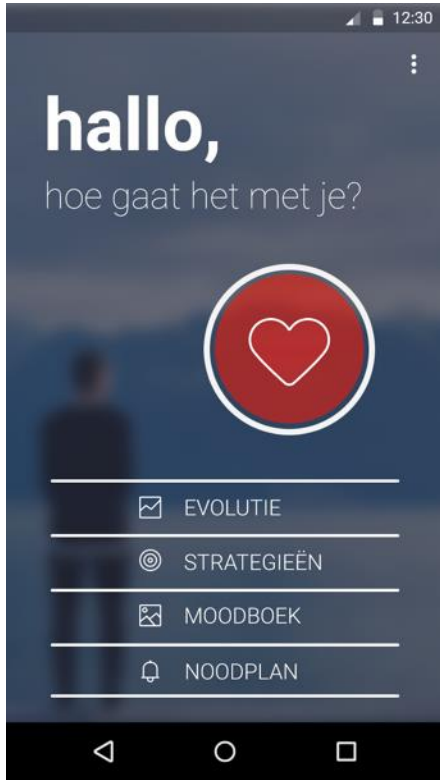 12:30
hallo,
hoe gaat het met je?
EVOLUTIE
STRATEGIEËN
MOODBOEK
NOODPLAN